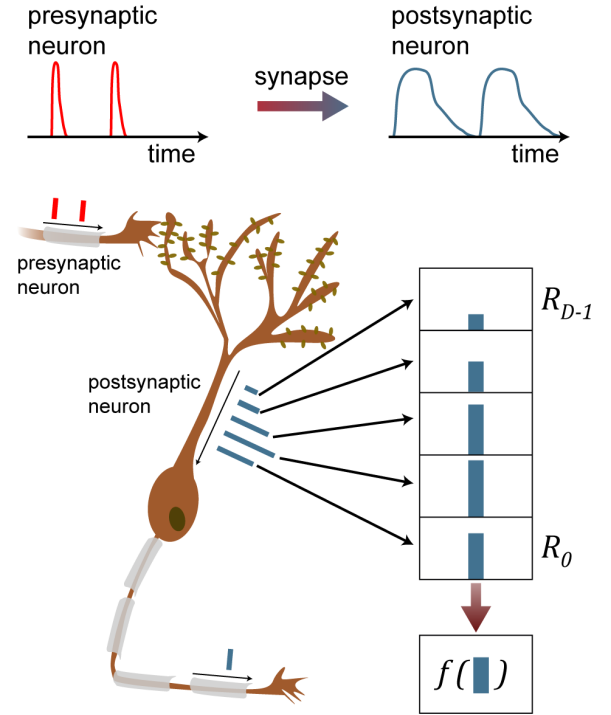 presynaptic
neuron
postsynaptic
neuron
synapse
time
time
presynaptic
neuron
postsynaptic
neuron
R_{D-1}
R_0
f( )